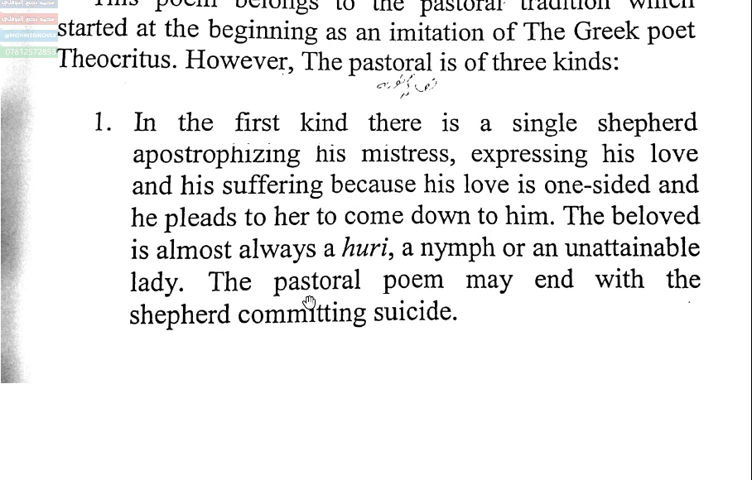 This poem belongs to the pastoral tradition which
started at the beginning as an imitation of The Greek poet
Theocritus. However, The pastoral is of three kinds:
1. In the first kind there is a single shepherd
apostrophizing his mistress, expressing his love
and his suffering because his love is one-sided and
he pleads to her to come down to him. The beloved
is almost always a huri, a nymph or an unattainable
lady. The pastoral poem may end with the
shepherd committing suicide.